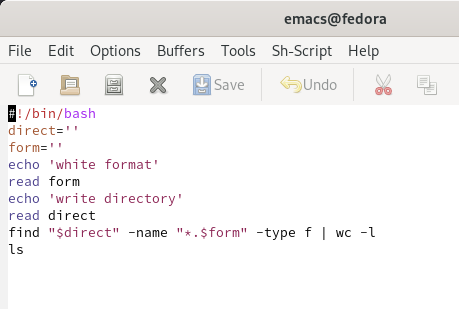 emacs@fedora
File Edit Options Buffers Tools Sh-Script Help
Save Undo
#!/bin/bash
direct=''
form=''
echo 'white format'
read form
echo 'write directory'
read direct
find "$direct" -name "*.$form" -type f | wc -l
ls